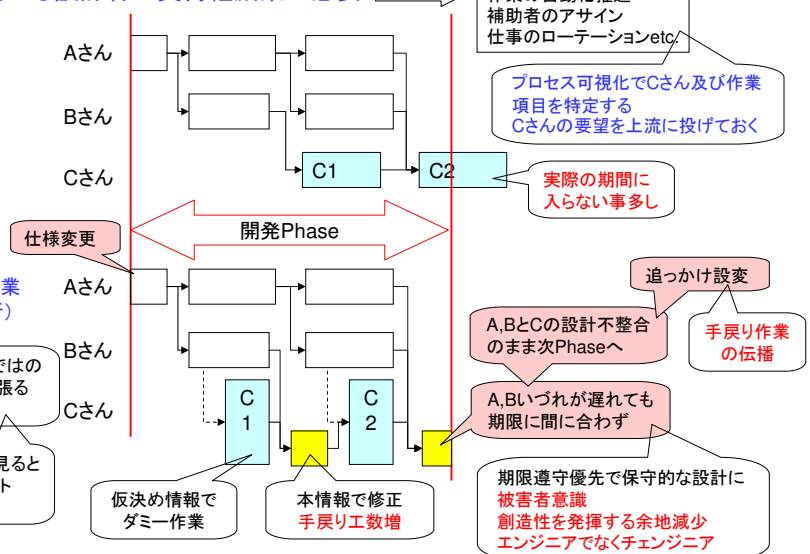 補助者のアサイン
仕事のローテーションetc.
プロセス可視化でCさん及び作業
項目を特定する
Cさんの要望を上流に投げておく
Aさん
Bさん
Cさん
C1
C2
実際の期間に
入らない事多し
開発Phase
仕様変更
Aさん
Bさん
Cさん
業
ではの
張る
見ると
ト
C
1
C
2
仮決め情報で
ダミー作業
本情報で修正
手戻り工数増
追っかけ設変
手戻り作業
の伝播
A,BとCの設計不整合
のまま次Phaseへ
A,Bいづれが遅れても
期限に間に合わず
期限遵守優先で保守的な設計に
被害者意識
創造性を発揮する余地減少
エンジニアでなくチェンジニア